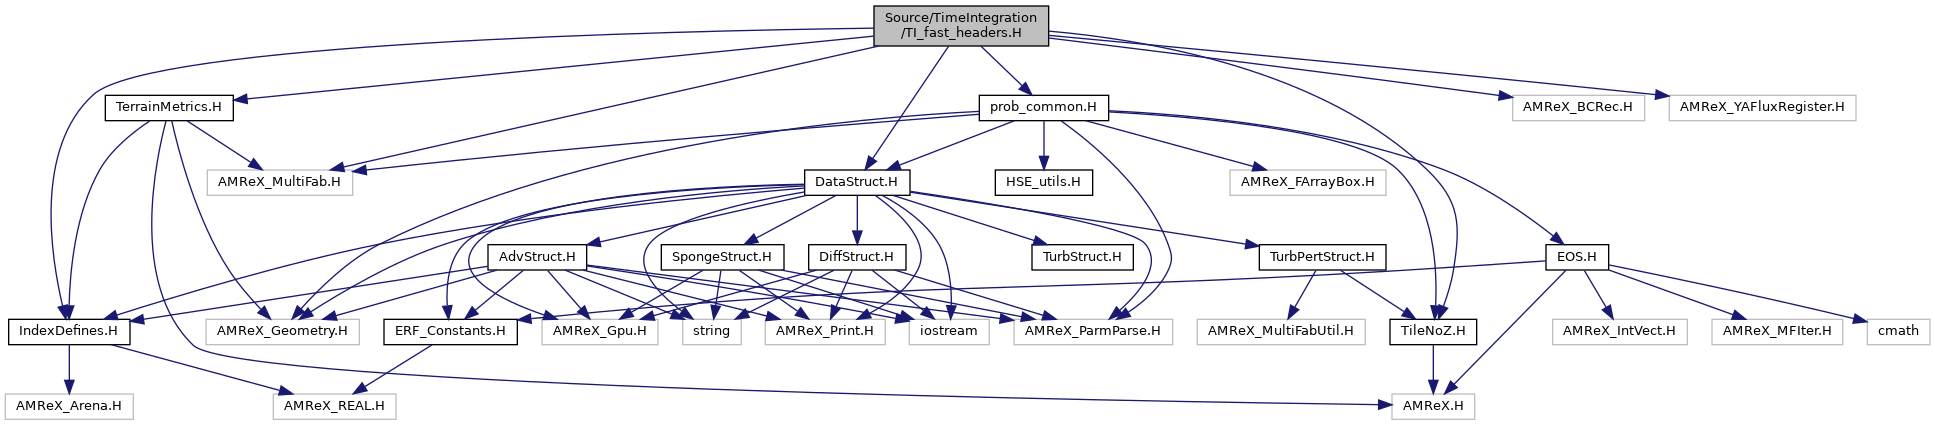 Source/TimeIntegration
/TI_fast_headers.H
TerrainMetrics.H
prob_common.H
AMReX_BCRec.H
AMReX_YAFluxRegister.H
AMReX_MultiFab.H
DataStruct.H
HSE_utils.H
AMReX_FArrayBox.H
AdvStruct.H
SpongeStruct.H
DiffStruct.H
TurbStruct.H
TurbPertStruct.H
EOS.H
IndexDefines.H
AMReX_Geometry.H
ERF_Constants.H
AMReX_Gpu.H
string
AMReX_Print.H
iostream
AMReX_ParmParse.H
AMReX_MultiFabUtil.H
TileNoZ.H
AMReX_IntVect.H
AMReX_MFIter.H
cmath
AMReX_Arena.H
AMReX_REAL.H
AMReX.H